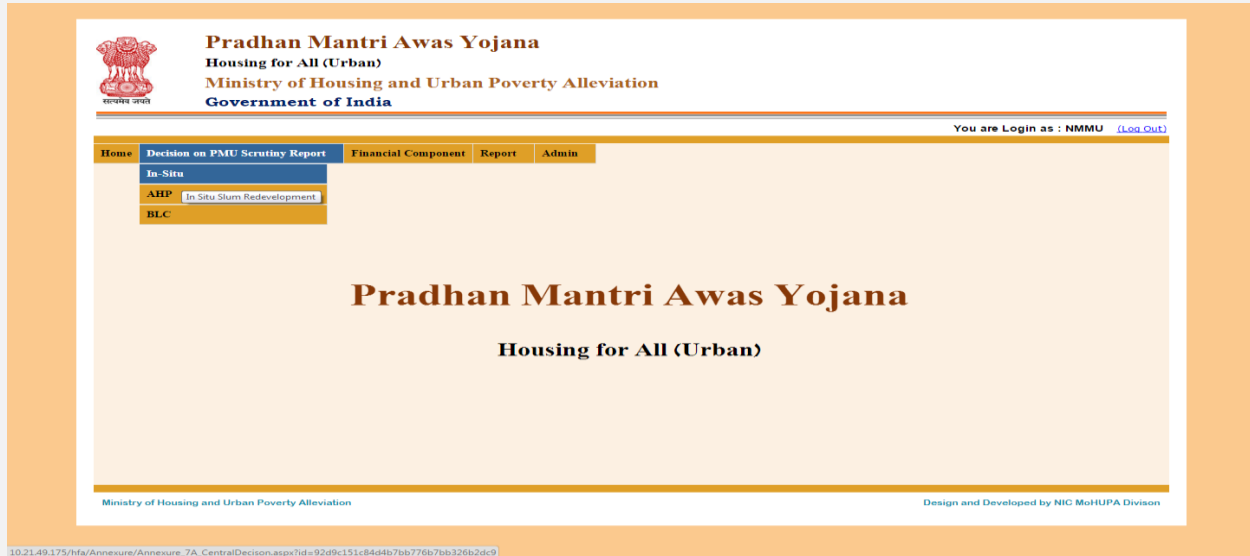 Pradhan Mantri Awas Yojana
Housing for All (Urban)
Ministry of Housing and Urban Poverty Alleviation
Government of India
सत्यमेव जयते
You are Login as : NMMU (Log Out)
Home Decision on PMU Scrutiny Report Financial Component Report Admin
In-Situ
AHP In Situ Slum Redevelopment
BLC
Pradhan Mantri Awas Yojana
Housing for All (Urban)
Ministry of Housing and Urban Poverty Alleviation Design and Developed by NIC MoHUPA Divison
10.21.49.175/hfa/Annexure/Annexure_7A_CentralDecison.aspx?id=92d9c151c84d4b7bb776b7bb326b2dc9